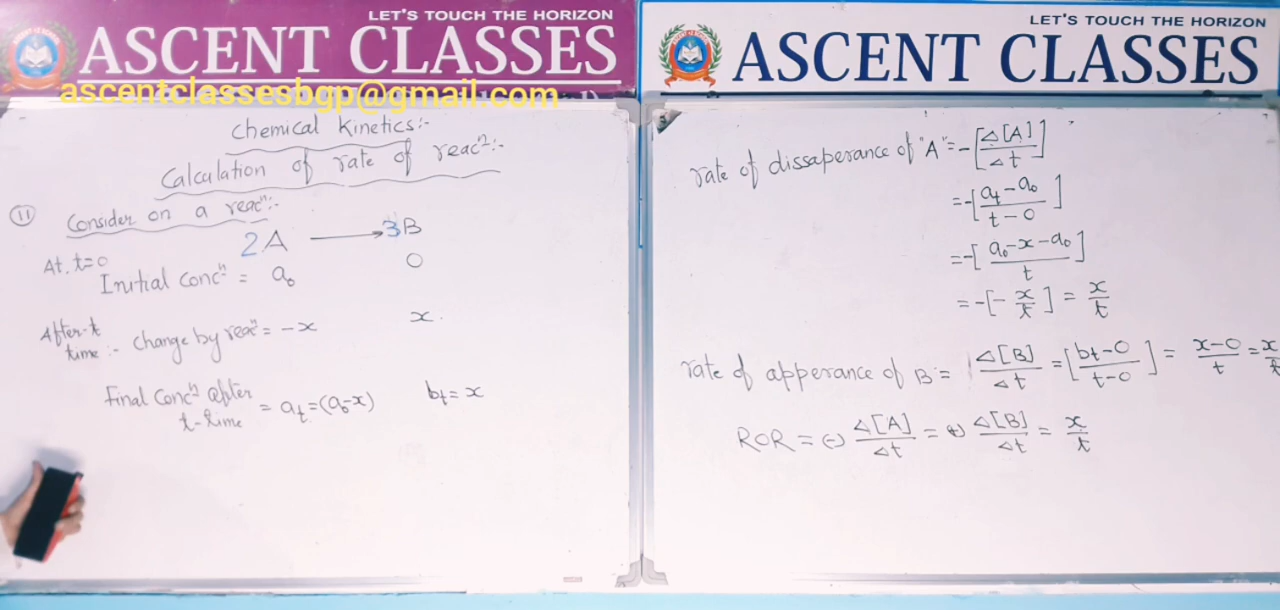 LET'S TOUCH THE HORIZON
ASCENT CLASSES
ascentclassesbgp@gmail.com
Chemical Kinetics:-
Calculation of rate of reacⁿ:-
(11) Consider on a reacⁿ:-
2A ⟶ 3B
At. t=0
Initial Concⁿ = a₀ 0
After-t
time:- Change by reacⁿ = -x x.
Final Concⁿ after
t-time = aₜ=(a₀-x) bₜ= x
LET'S TOUCH THE HORIZON
ASCENT CLASSES
rate of dissaperance of "A" = -[Δ[A]/Δt]
= -[(aₜ-a₀)/(t-0)]
= -[(a₀-x-a₀)/t]
= -[-x/t] = x/t
rate of apperance of B = Δ[B]/Δt = [(bt-0)/(t-0)] = (x-0)/t = x/t
ROR = (-) Δ[A]/Δt = (+) Δ[B]/Δt = x/t